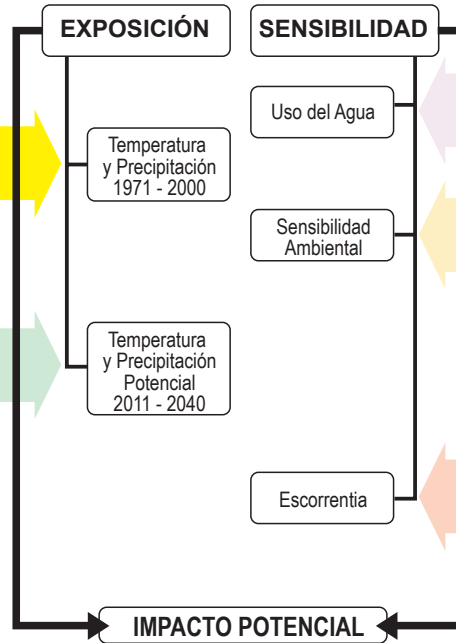 EXPOSICIÓN
Temperatura
y Precipitación
1971 - 2000
Temperatura
y Precipitación
Potencial
2011 - 2040
SENSIBILIDAD
Uso del Agua
Sensibilidad
Ambiental
Escorrentia
IMPACTO POTENCIAL